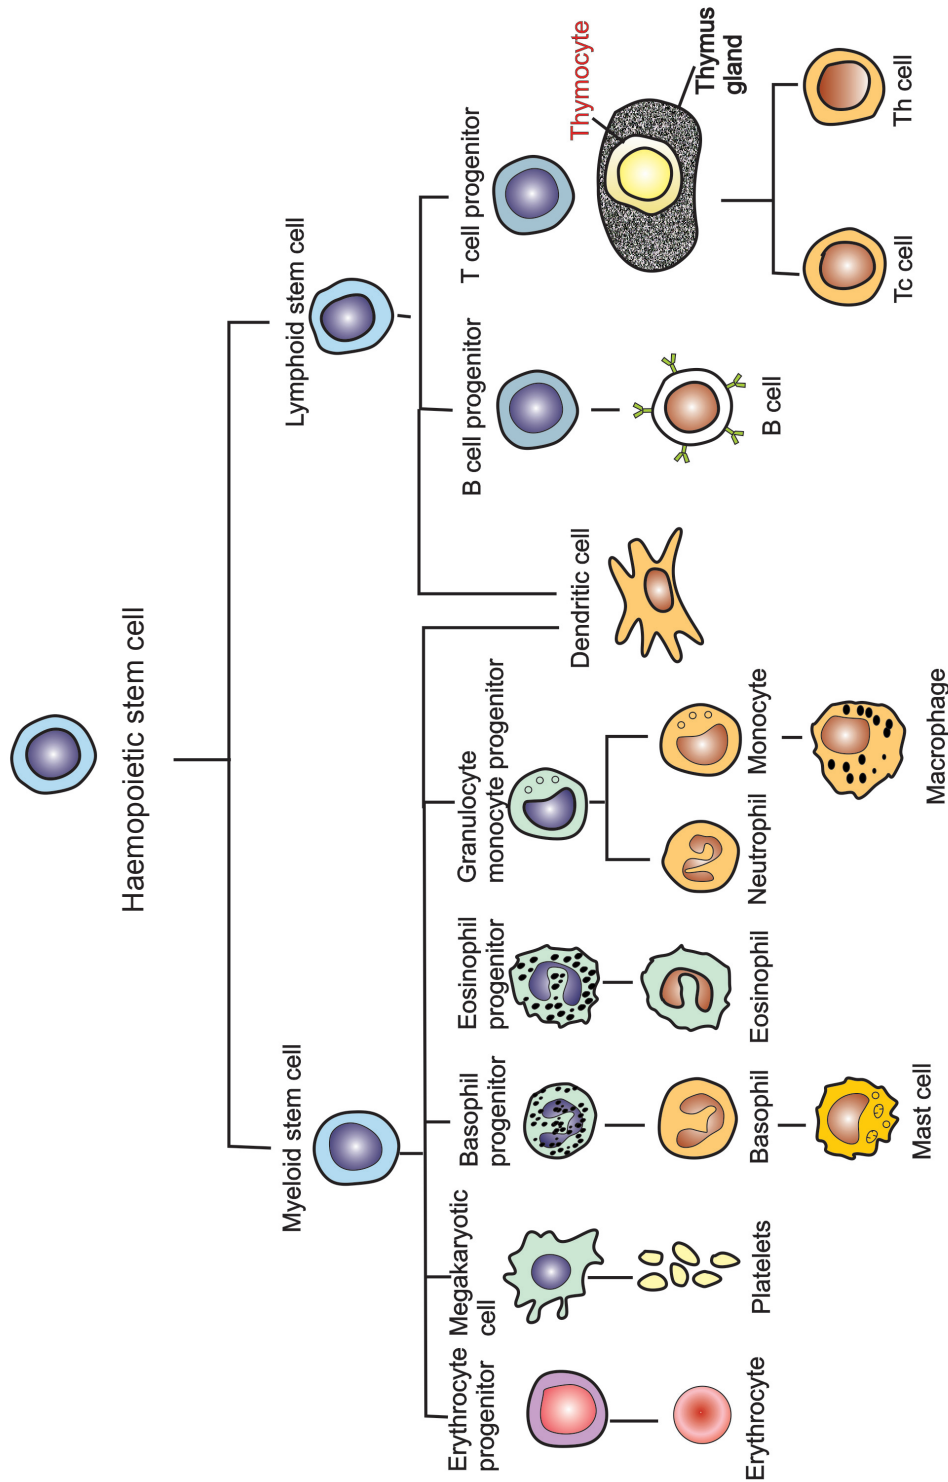 Haemopoietic stem cell
Myeloid stem cell
Lymphoid stem cell
Erythrocyte
progenitor
Megakaryotic
cell
Basophil
progenitor
Eosinophil
progenitor
Granulocyte
monocyte progenitor
Dendritic cell
B cell progenitor
T cell progenitor
Thymocyte
Thymus
gland
Erythrocyte
Platelets
Basophil
Eosinophil
Neutrophil
Monocyte
B cell
Tc cell
Th cell
Mast cell
Macrophage